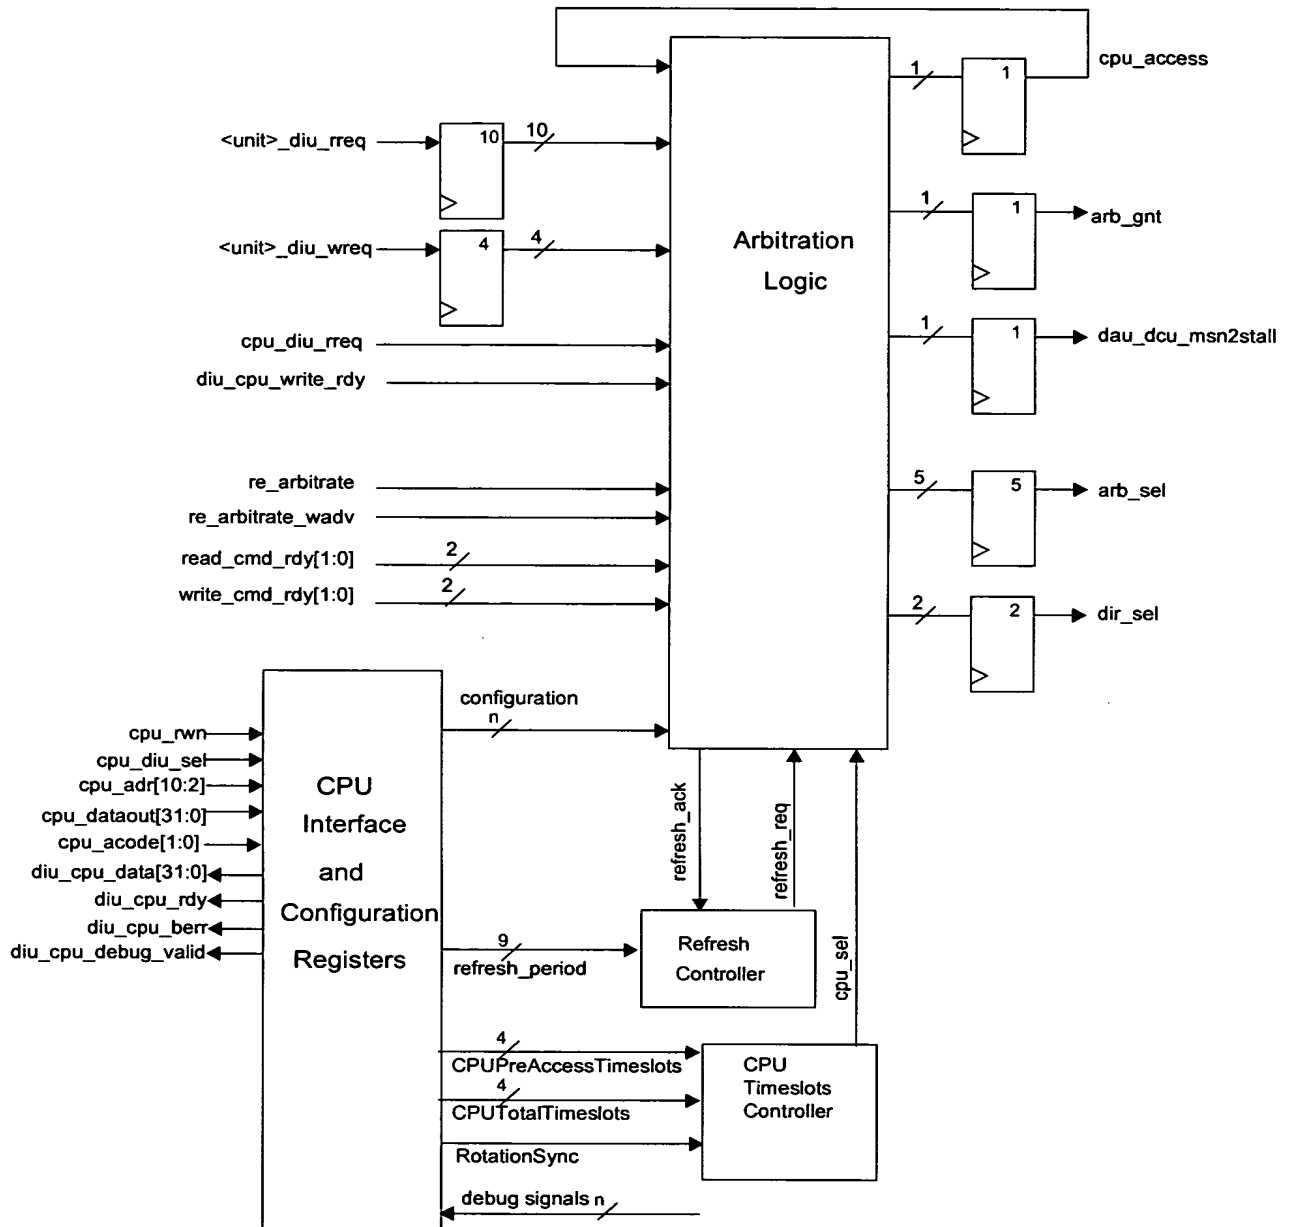 cpu_access
1
1
<unit>_diu_rreq
10
10
<unit>_diu_wreq
4
4
Arbitration
Logic
1
1
arb_gnt
cpu_diu_rreq
diu_cpu_write_rdy
1
1
dau_dcu_msn2stall
re_arbitrate
re_arbitrate_wadv
read_cmd_rdy[1:0]
2
write_cmd_rdy[1:0]
2
5
5
arb_sel
2
2
dir_sel
configuration
n
cpu_rwn
cpu_diu_sel
cpu_adr[10:2]
cpu_dataout[31:0]
cpu_acode[1:0]
diu_cpu_data[31:0]
diu_cpu_rdy
diu_cpu_berr
diu_cpu_debug_valid
CPU
Interface
and
Configuration
Registers
refresh_ack
refresh_req
cpu_sel
9
refresh_period
Refresh
Controller
4
CPUPreAccessTimeslots
4
CPUTotalTimeslots
RotationSync
CPU
Timeslots
Controller
debug signals n